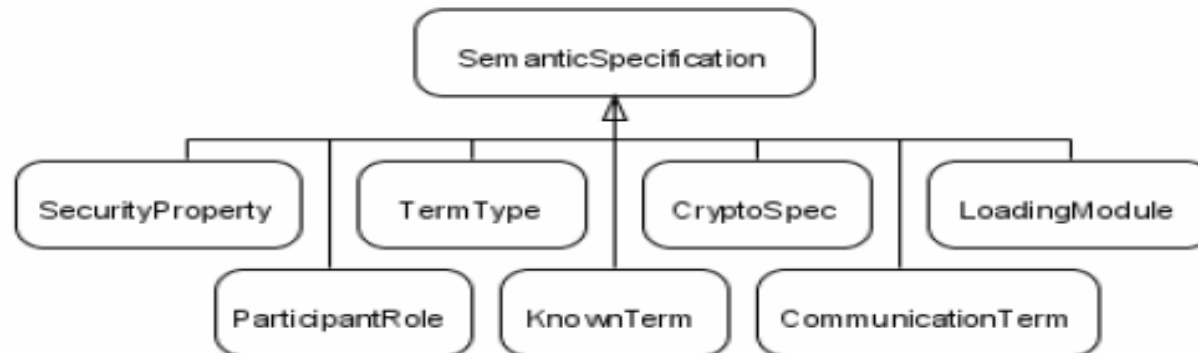 SemanticSpecification
SecurityProperty
TermType
CryptoSpec
LoadingModule
ParticipantRole
KnownTerm
CommunicationTerm